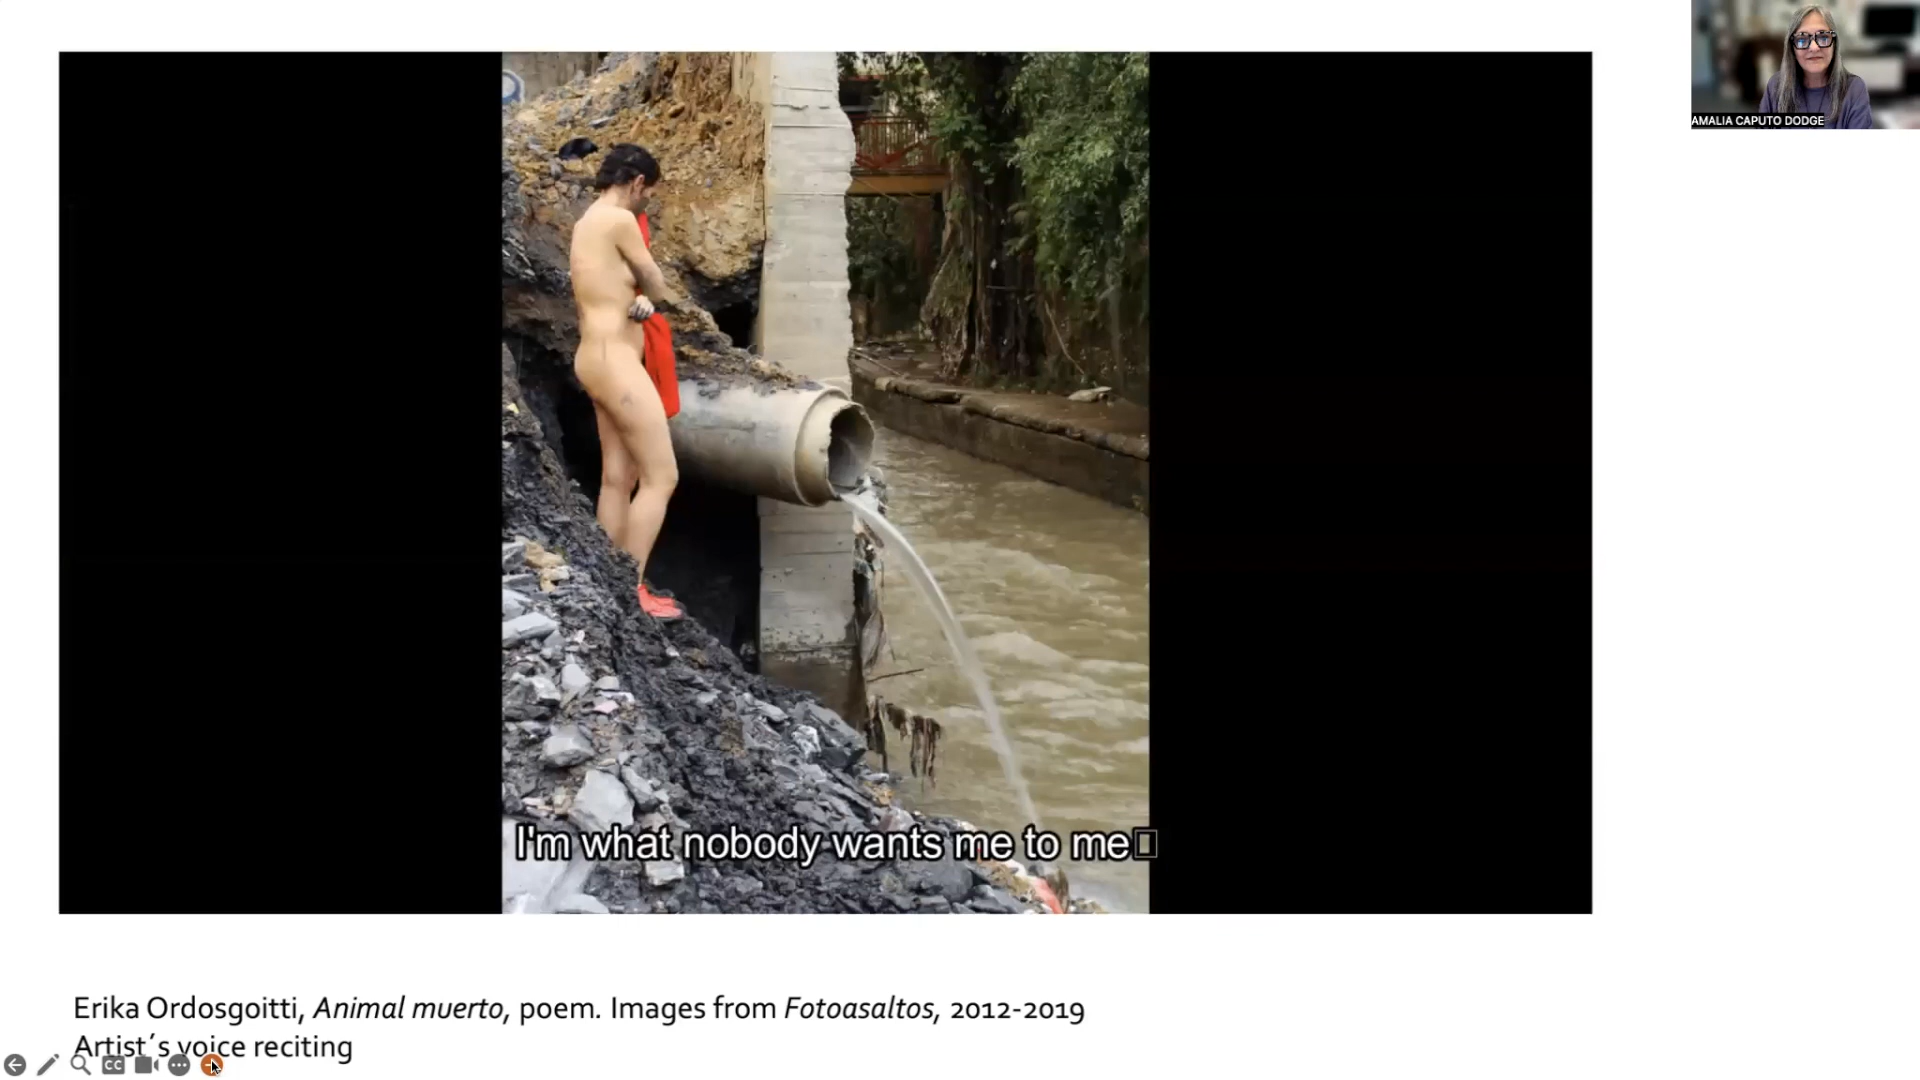 AMALIA CAPUTO DODGE
I'm what nobody wants me to me
Erika Ordosgoitti, Animal muerto, poem. Images from Fotoasaltos, 2012-2019
Artist´s voice reciting
CC